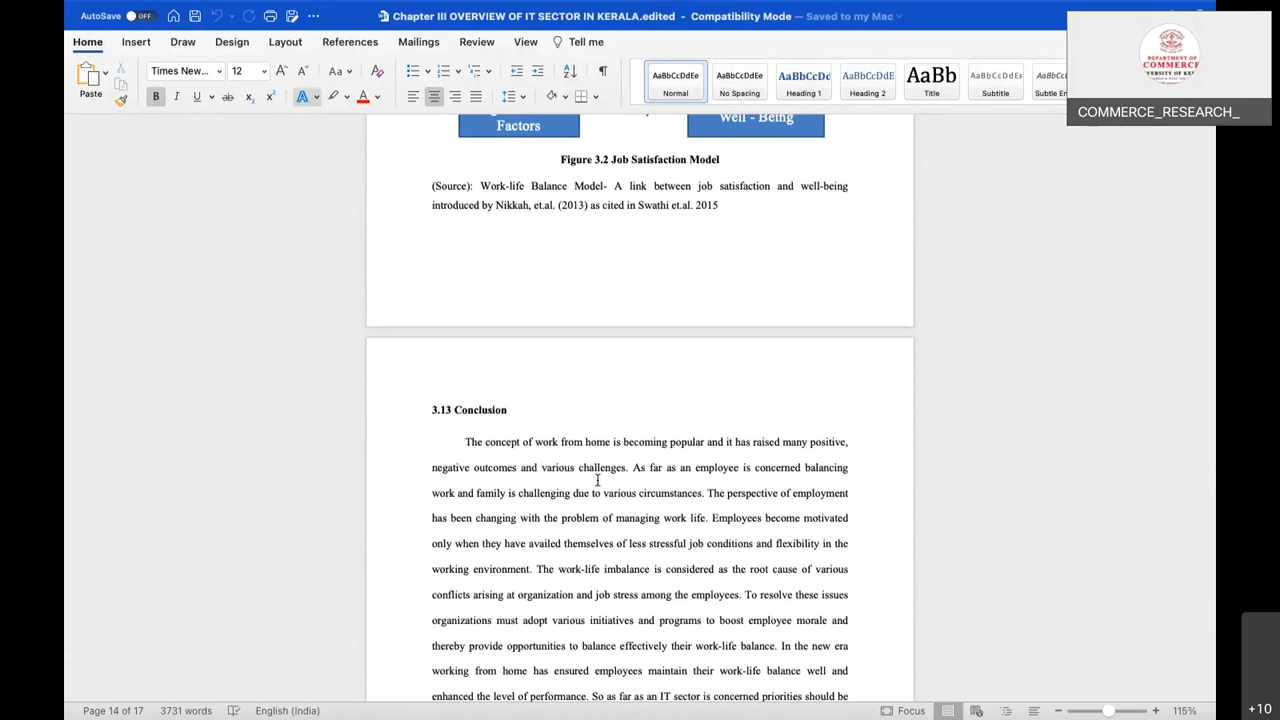 AutoSave OFF
Chapter III OVERVIEW OF IT SECTOR IN KERALA.edited - Compatibility Mode — Saved to my Mac
Home Insert Draw Design Layout References Mailings Review View Tell me
Paste
Times New... 12
AaBbCcDdEe Normal
AaBbCcDdEe No Spacing
AaBbCcDd Heading 1
AaBbCcDdE Heading 2
AaBb Title
AaBbCcDdEe Subtitle
COMMERCE_RESEARCH_
Factors
Well - Being
Figure 3.2 Job Satisfaction Model
(Source): Work-life Balance Model- A link between job satisfaction and well-being
introduced by Nikkah, et.al. (2013) as cited in Swathi et.al. 2015
3.13 Conclusion
The concept of work from home is becoming popular and it has raised many positive,
negative outcomes and various challenges. As far as an employee is concerned balancing
work and family is challenging due to various circumstances. The perspective of employment
has been changing with the problem of managing work life. Employees become motivated
only when they have availed themselves of less stressful job conditions and flexibility in the
working environment. The work-life imbalance is considered as the root cause of various
conflicts arising at organization and job stress among the employees. To resolve these issues
organizations must adopt various initiatives and programs to boost employee morale and
thereby provide opportunities to balance effectively their work-life balance. In the new era
working from home has ensured employees maintain their work-life balance well and
enhanced the level of performance. So as far as an IT sector is concerned priorities should be
Page 14 of 17 3731 words English (India) Focus 115%
+10